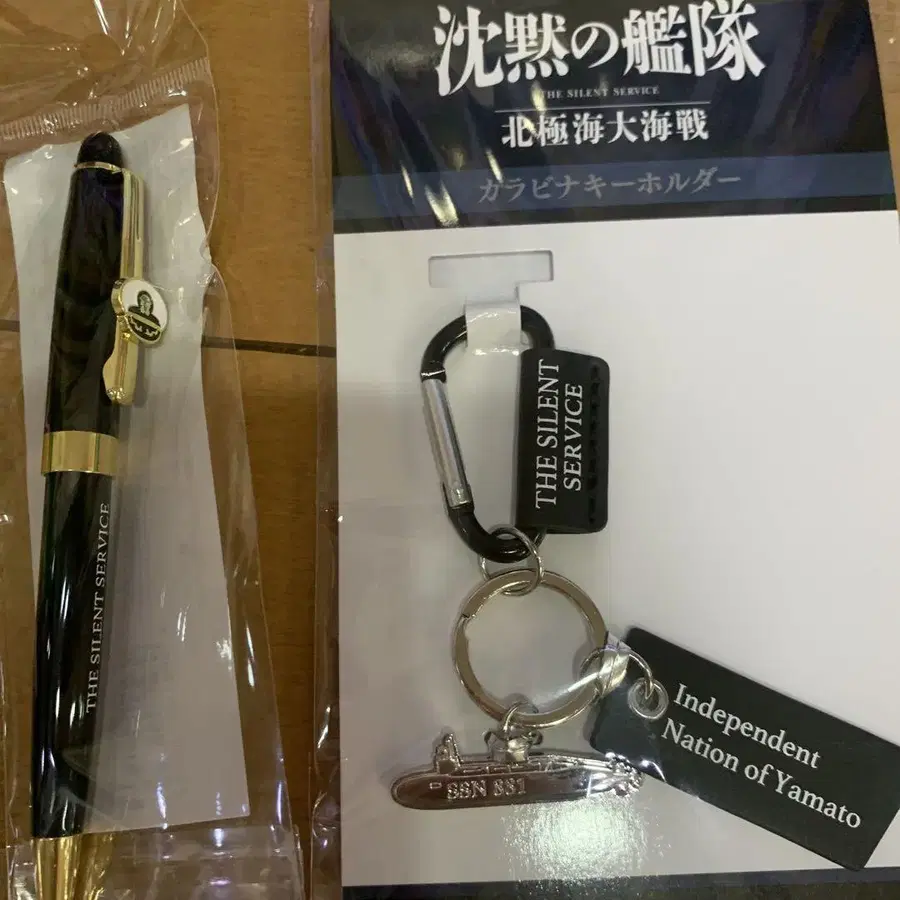 THE SILENT SERVICE
沈黙の艦隊
THE SILENT SERVICE
北極海大海戦
カラビナキーホルダー
THE SILENT
SERVICE
SSN 881
Independent
Nation of Yamato